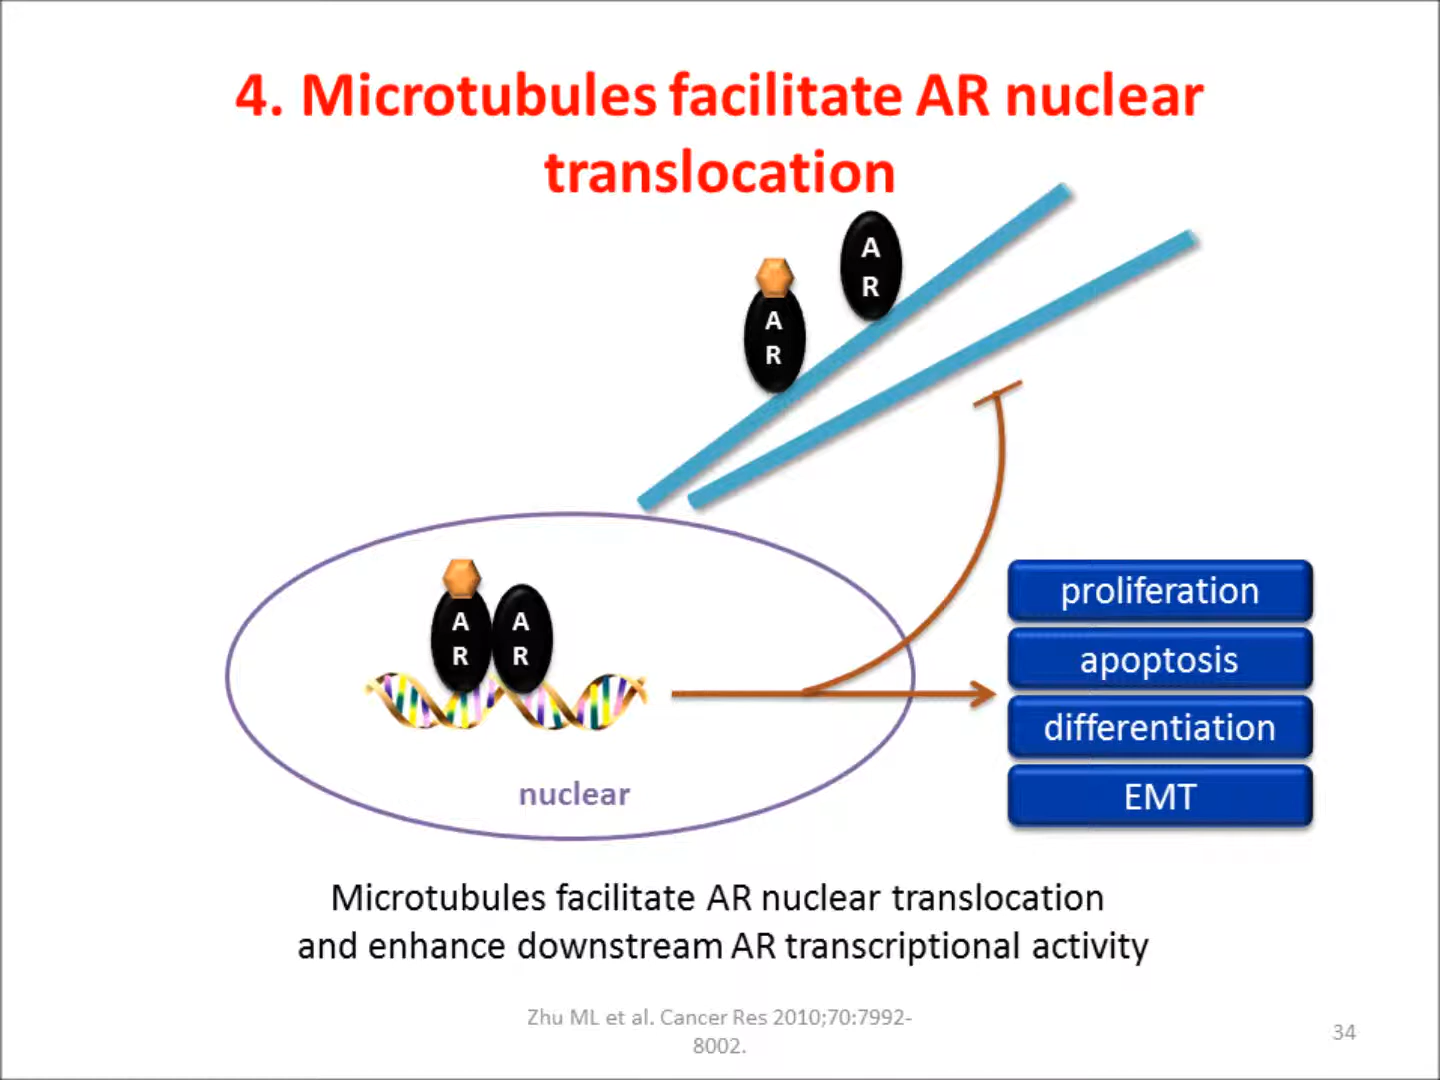 4. Microtubules facilitate AR nuclear
translocation
A
R
A
R
A
R
A
R
nuclear
proliferation
apoptosis
differentiation
EMT
Microtubules facilitate AR nuclear translocation
and enhance downstream AR transcriptional activity
Zhu ML et al. Cancer Res 2010;70:7992-
8002.
34